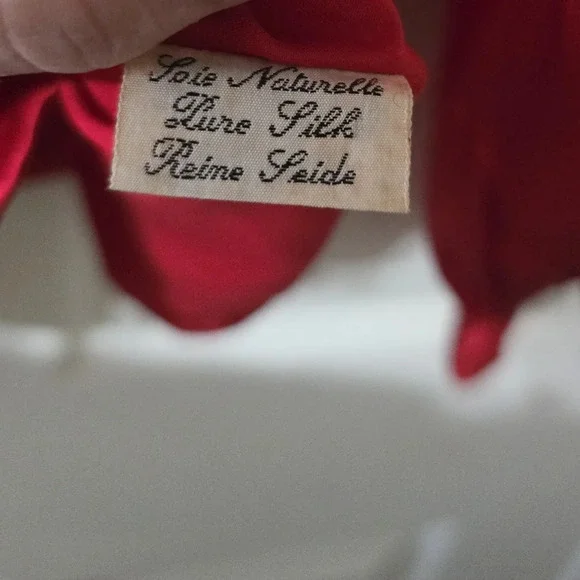 Soie Naturelle
Pure Silk
Reine Seide